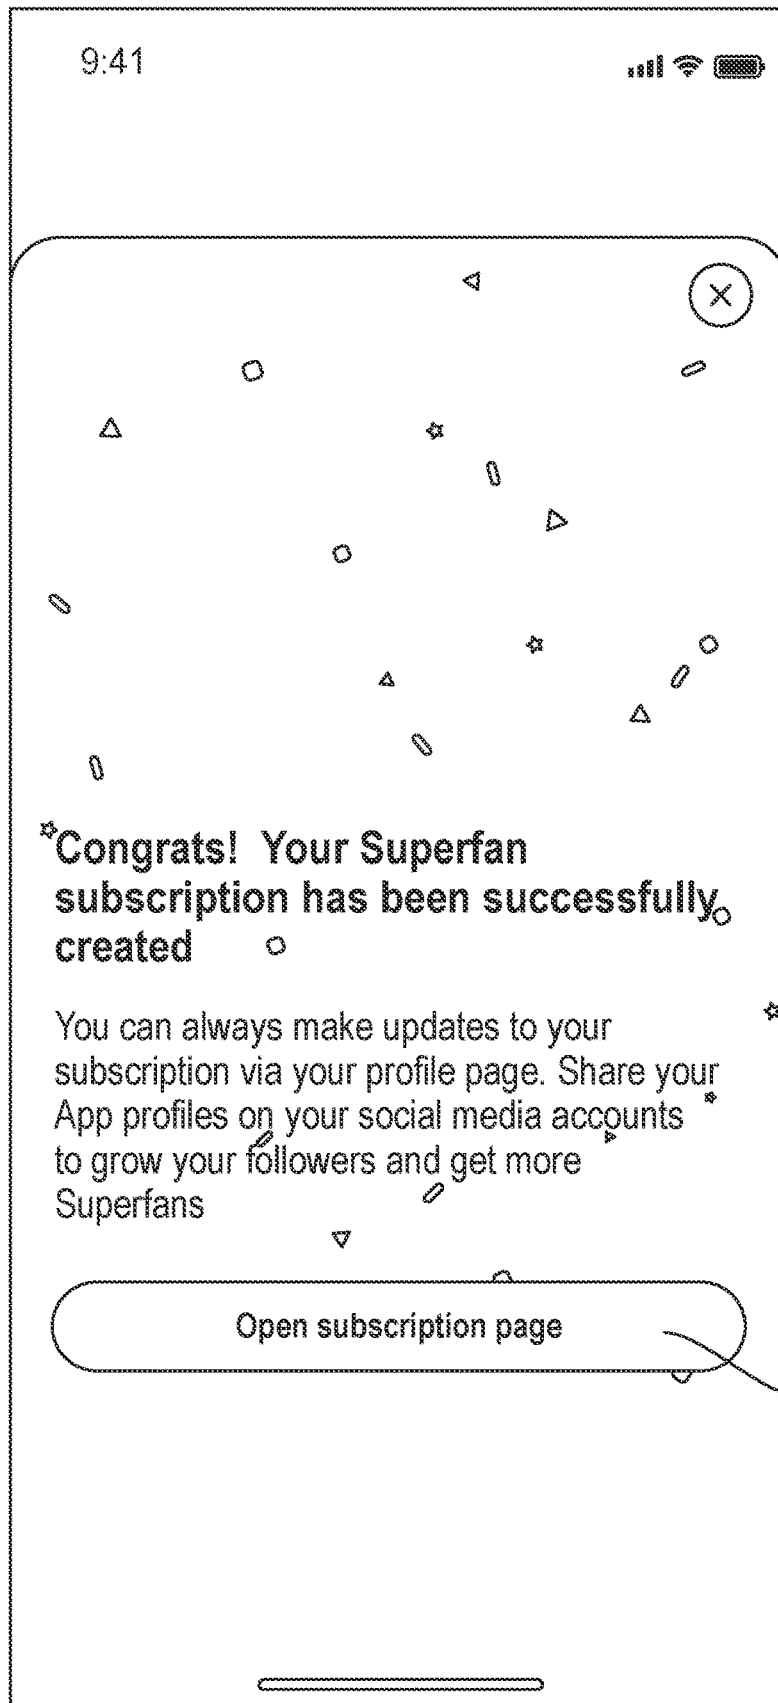 9:41
Congrats!  Your Superfan
subscription has been successfully
created
You can always make updates to your
subscription via your profile page. Share your
App profiles on your social media accounts
to grow your followers and get more
Superfans
Open subscription page